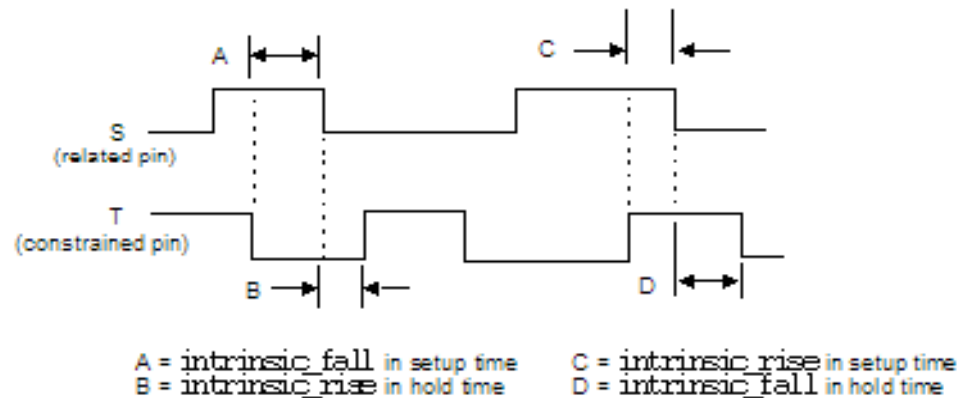 A
C
S
(related pin)
T
(constrained pin)
B
D
A = intrinsic_fall in setup time
C = intrinsic_rise in setup time
B = intrinsic_rise in hold time
D = intrinsic_fall in hold time